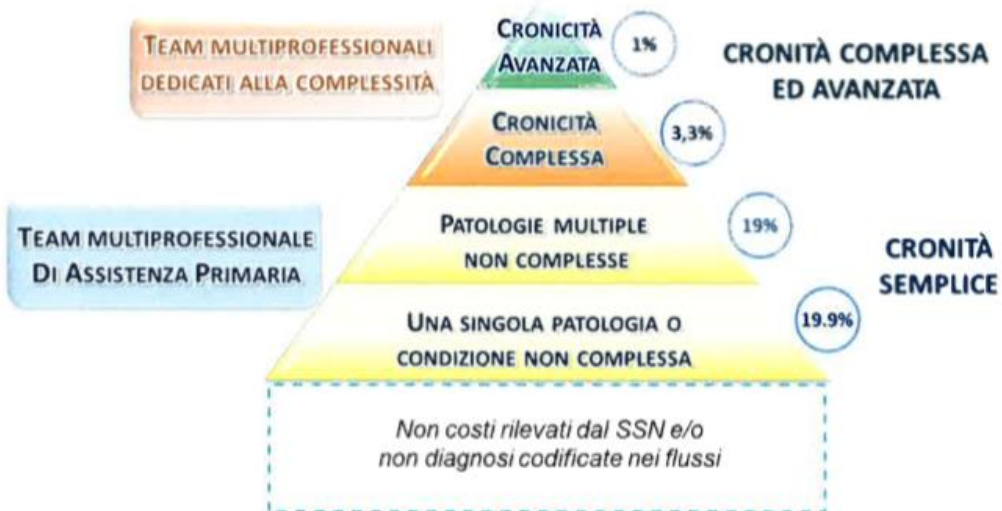 TEAM MULTIPROFESSIONALI
DEDICATI ALLA COMPLESSITÀ
CRONICITÀ
AVANZATA
1%
CRONITÀ COMPLESSA
ED AVANZATA
CRONICITÀ
COMPLESSA
3,3%
TEAM MULTIPROFESSIONALE
DI ASSISTENZA PRIMARIA
PATOLOGIE MULTIPLE
NON COMPLESSE
19%
CRONITÀ
SEMPLICE
UNA SINGOLA PATOLOGIA O
CONDIZIONE NON COMPLESSA
19.9%
Non costi rilevati dal SSN e/o
non diagnosi codificate nei flussi